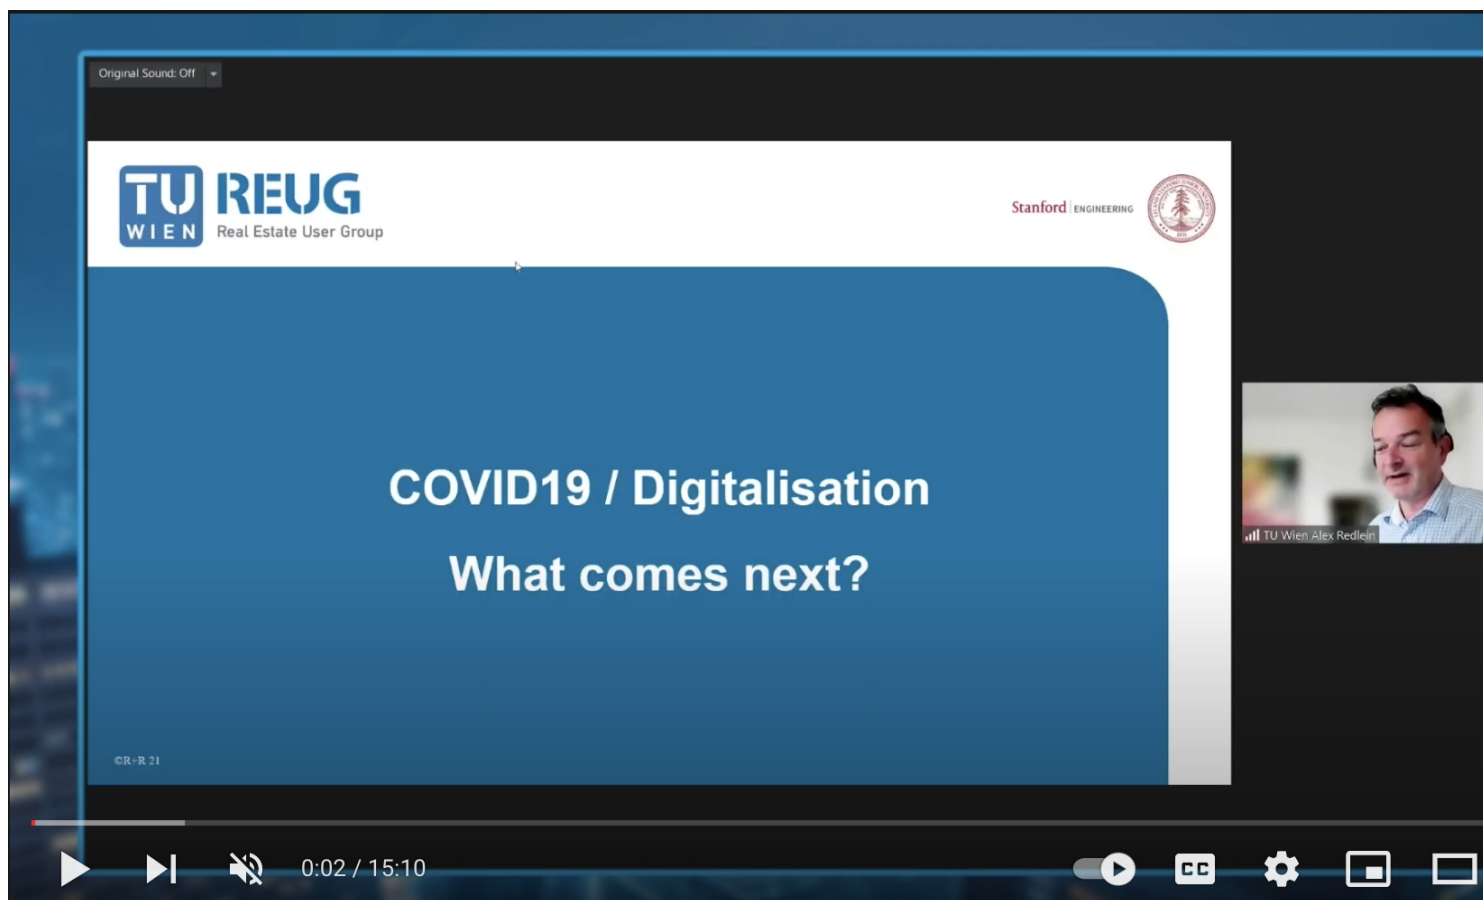 Original Sound: Off
TU
WIEN
REUG
Real Estate User Group
Stanford ENGINEERING
COVID19 / Digitalisation
What comes next?
TU Wien Alex Redlein
©R+R 21
0:02 / 15:10
CC